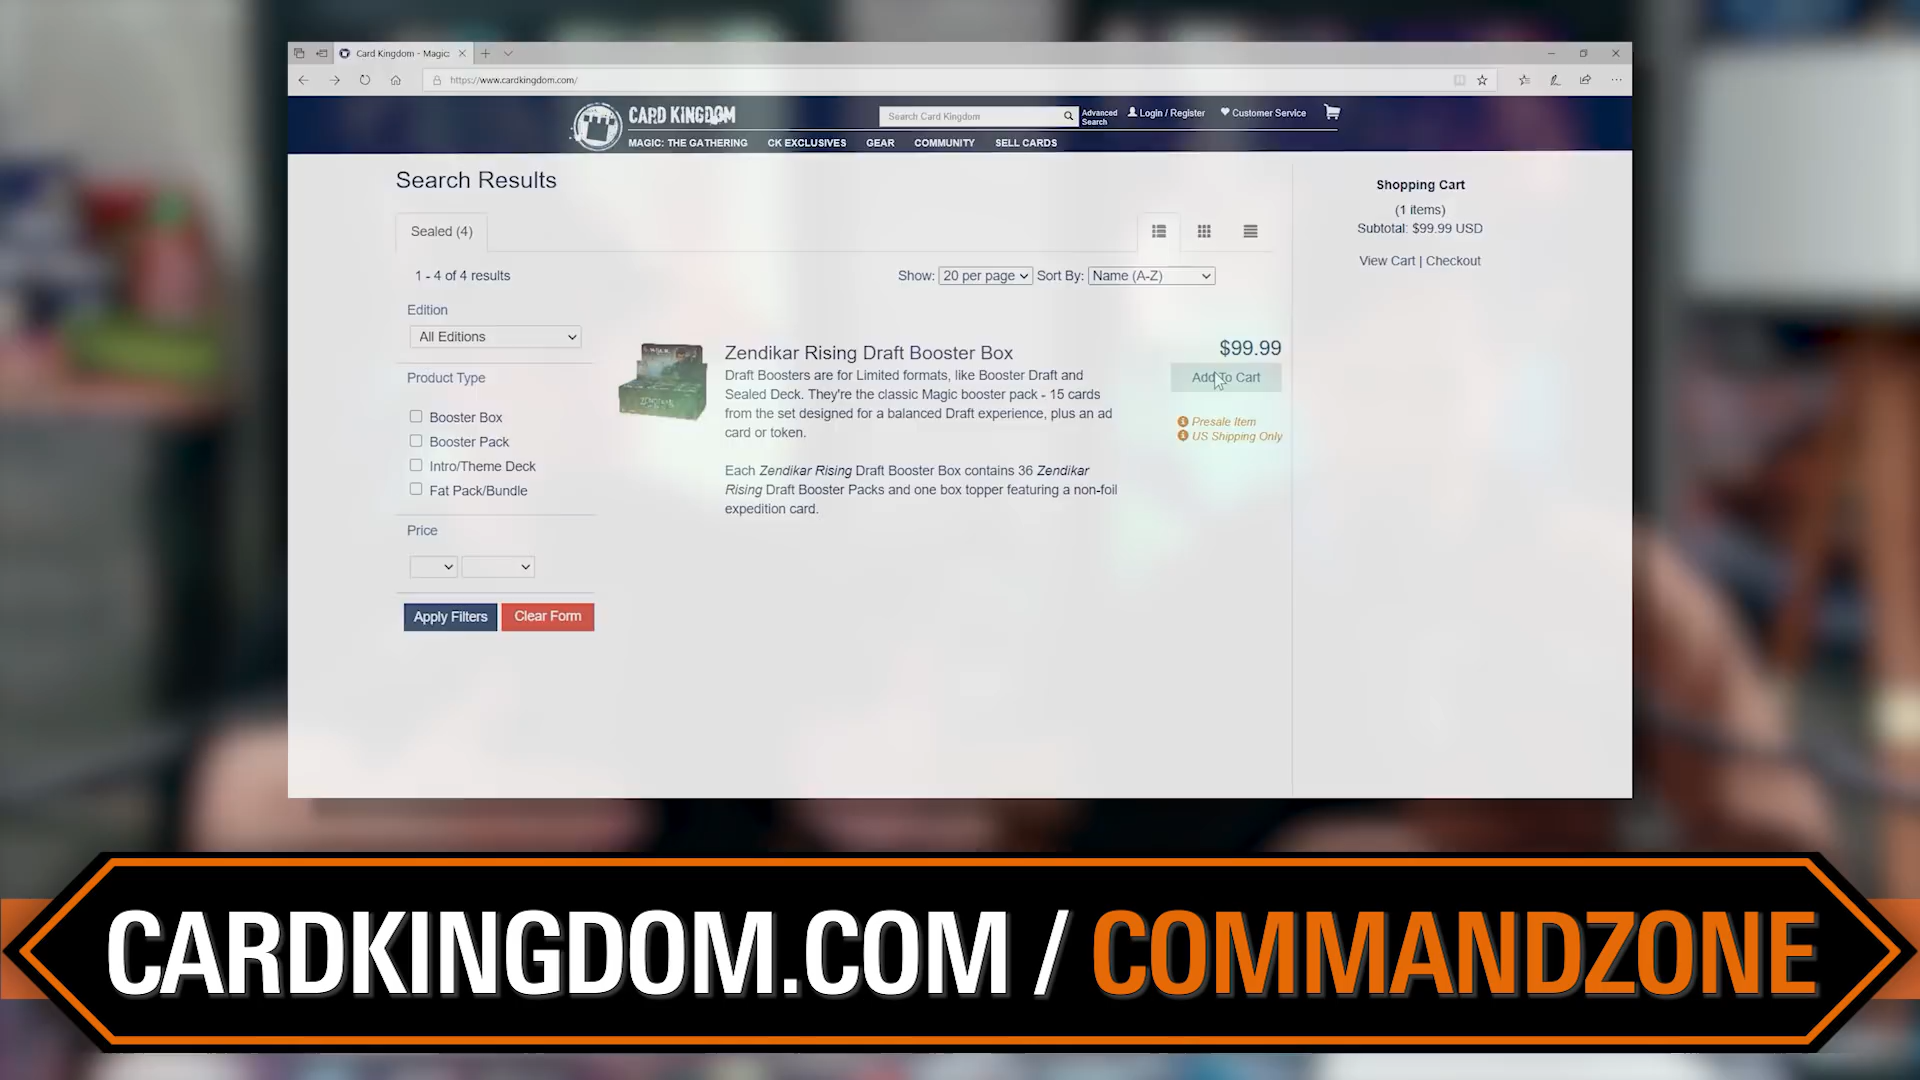 Card Kingdom - Magic:
https://www.cardkingdom.com/
CARD KINGDOM
Search Card Kingdom
Advanced
Search
Login / Register
Customer Service
MAGIC: THE GATHERING
CK EXCLUSIVES
GEAR
COMMUNITY
SELL CARDS
Search Results
Sealed (4)
1 - 4 of 4 results
Show: 20 per page Sort By: Name (A-Z)
Edition
All Editions
Product Type
Booster Box
Booster Pack
Intro/Theme Deck
Fat Pack/Bundle
Price
Apply Filters
Clear Form
Zendikar Rising Draft Booster Box
Draft Boosters are for Limited formats, like Booster Draft and
Sealed Deck. They're the classic Magic booster pack - 15 cards
from the set designed for a balanced Draft experience, plus an ad
card or token.
Each Zendikar Rising Draft Booster Box contains 36 Zendikar
Rising Draft Booster Packs and one box topper featuring a non-foil
expedition card.
$99.99
Add To Cart
Presale Item
US Shipping Only
Shopping Cart
(1 items)
Subtotal: $99.99 USD
View Cart | Checkout
CARDKINGDOM.COM / COMMANDZONE